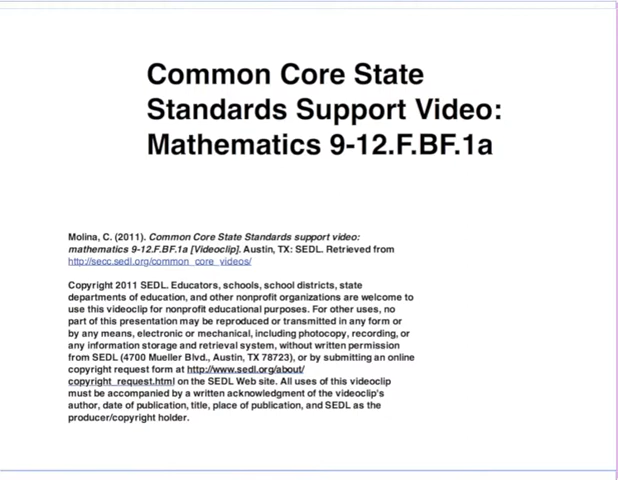 Common Core State
Standards Support Video:
Mathematics 9-12.F.BF.1a
Molina, C. (2011). Common Core State Standards support video:
mathematics 9-12.F.BF.1a [Videoclip]. Austin, TX: SEDL. Retrieved from
http://secc.sedl.org/common_core_videos/
Copyright 2011 SEDL. Educators, schools, school districts, state
departments of education, and other nonprofit organizations are welcome to
use this videoclip for nonprofit educational purposes. For other uses, no
part of this presentation may be reproduced or transmitted in any form or
by any means, electronic or mechanical, including photocopy, recording, or
any information storage and retrieval system, without written permission
from SEDL (4700 Mueller Blvd., Austin, TX 78723), or by submitting an online
copyright request form at http://www.sedl.org/about/
copyright_request.html on the SEDL Web site. All uses of this videoclip
must be accompanied by a written acknowledgment of the videoclip's
author, date of publication, title, place of publication, and SEDL as the
producer/copyright holder.